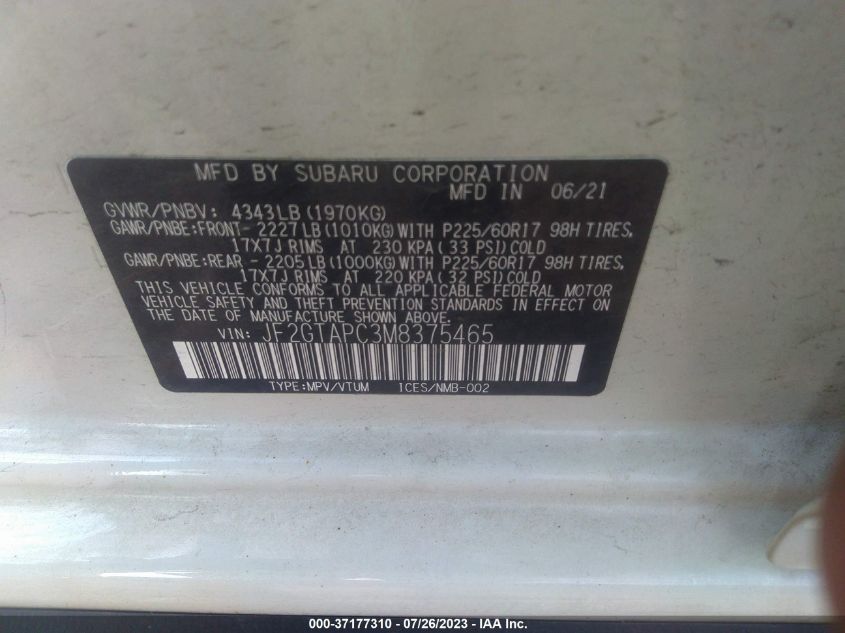 MFD BY SUBARU CORPORATION
MFD IN 06/21
GVWR/PNBV: 4343LB (1970KG)
GAWR/PNBE:FRONT- 2227 LB (1010KG) WITH P225/60R17 98H TIRES,
17X7J RIMS AT 230 KPA (33 PSI) COLD
GAWR/PNBE:REAR - 2205 LB (1000KG) WITH P225/60R17 98H TIRES,
17X7J RIMS AT 220 KPA (32 PSI) COLD
THIS VEHICLE CONFORMS TO ALL APPLICABLE FEDERAL MOTOR
VEHICLE SAFETY AND THEFT PREVENTION STANDARDS IN EFFECT ON
THE DATE OF MANUFACTURE SHOWN ABOVE.
VIN: JF2GTAPC3M8375465
TYPE:MPV/VTUM ICES/NMB-002
000-37177310 / 07/26/2023 - IAA Inc.